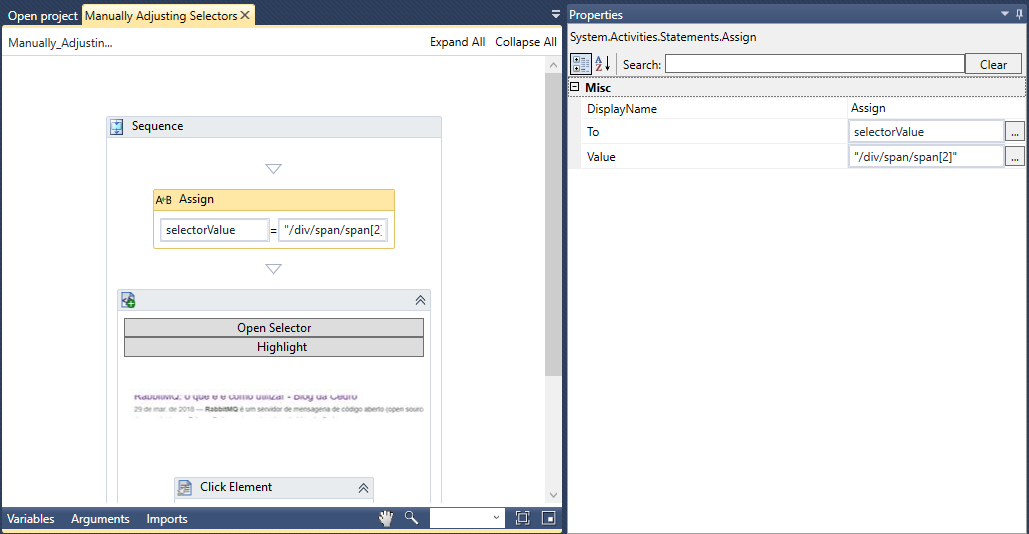 Open project
Manually Adjusting Selectors
Manually_Adjustin...
Expand All
Collapse All
Sequence
A+B Assign
selectorValue = "/div/span/span[2]
Open Selector
Highlight
RabbitMQ: o que é e como utilizar - Blog da Cedro
29 de mar. de 2018 — RabbitMQ é um servidor de mensageria de código aberto (open sourc
Click Element
Variables
Arguments
Imports
Properties
System.Activities.Statements.Assign
Search:
Clear
Misc
DisplayName Assign
To selectorValue ...
Value "/div/span/span[2]" ...